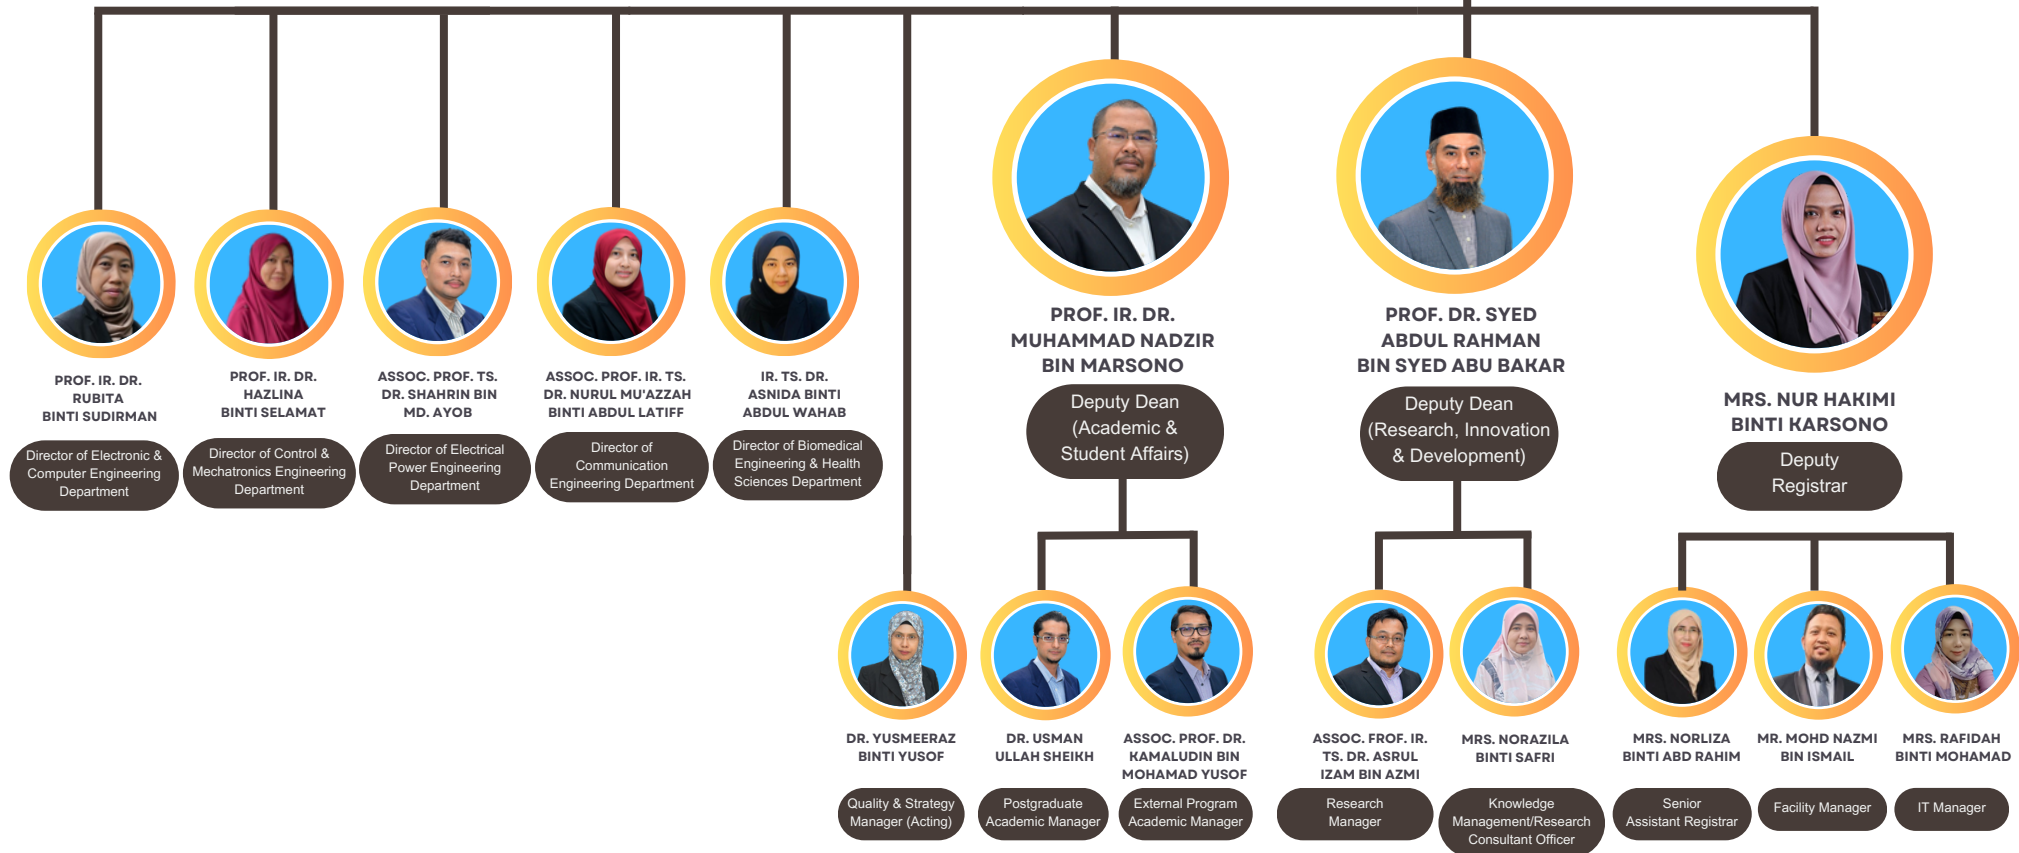 PROF. IR. DR.
RUBITA
BINTI SUDIRMAN
Director of Electronic &
Computer Engineering
Department
PROF. IR. DR.
HAZLINA
BINTI SELAMAT
Director of Control &
Mechatronics Engineering
Department
ASSOC. PROF. TS.
DR. SHAHRIN BIN
MD. AYOB
Director of Electrical
Power Engineering
Department
ASSOC. PROF. IR. TS.
DR. NURUL MU'AZZAH
BINTI ABDUL LATIFF
Director of
Communication
Engineering Department
IR. TS. DR.
ASNIDA BINTI
ABDUL WAHAB
Director of Biomedical
Engineering & Health
Sciences Department
PROF. IR. DR.
MUHAMMAD NADZIR
BIN MARSONO
Deputy Dean
(Academic &
Student Affairs)
PROF. DR. SYED
ABDUL RAHMAN
BIN SYED ABU BAKAR
Deputy Dean
(Research, Innovation
& Development)
MRS. NUR HAKIMI
BINTI KARSONO
Deputy
Registrar
DR. YUSMEERAZ
BINTI YUSOF
Quality & Strategy
Manager (Acting)
DR. USMAN
ULLAH SHEIKH
Postgraduate
Academic Manager
ASSOC. PROF. DR.
KAMALUDIN BIN
MOHAMAD YUSOF
External Program
Academic Manager
ASSOC. FROF. IR.
TS. DR. ASRUL
IZAM BIN AZMI
Research
Manager
MRS. NORAZILA
BINTI SAFRI
Knowledge
Management/Research
Consultant Officer
MRS. NORLIZA
BINTI ABD RAHIM
Senior
Assistant Registrar
MR. MOHD NAZMI
BIN ISMAIL
Facility Manager
MRS. RAFIDAH
BINTI MOHAMAD
IT Manager